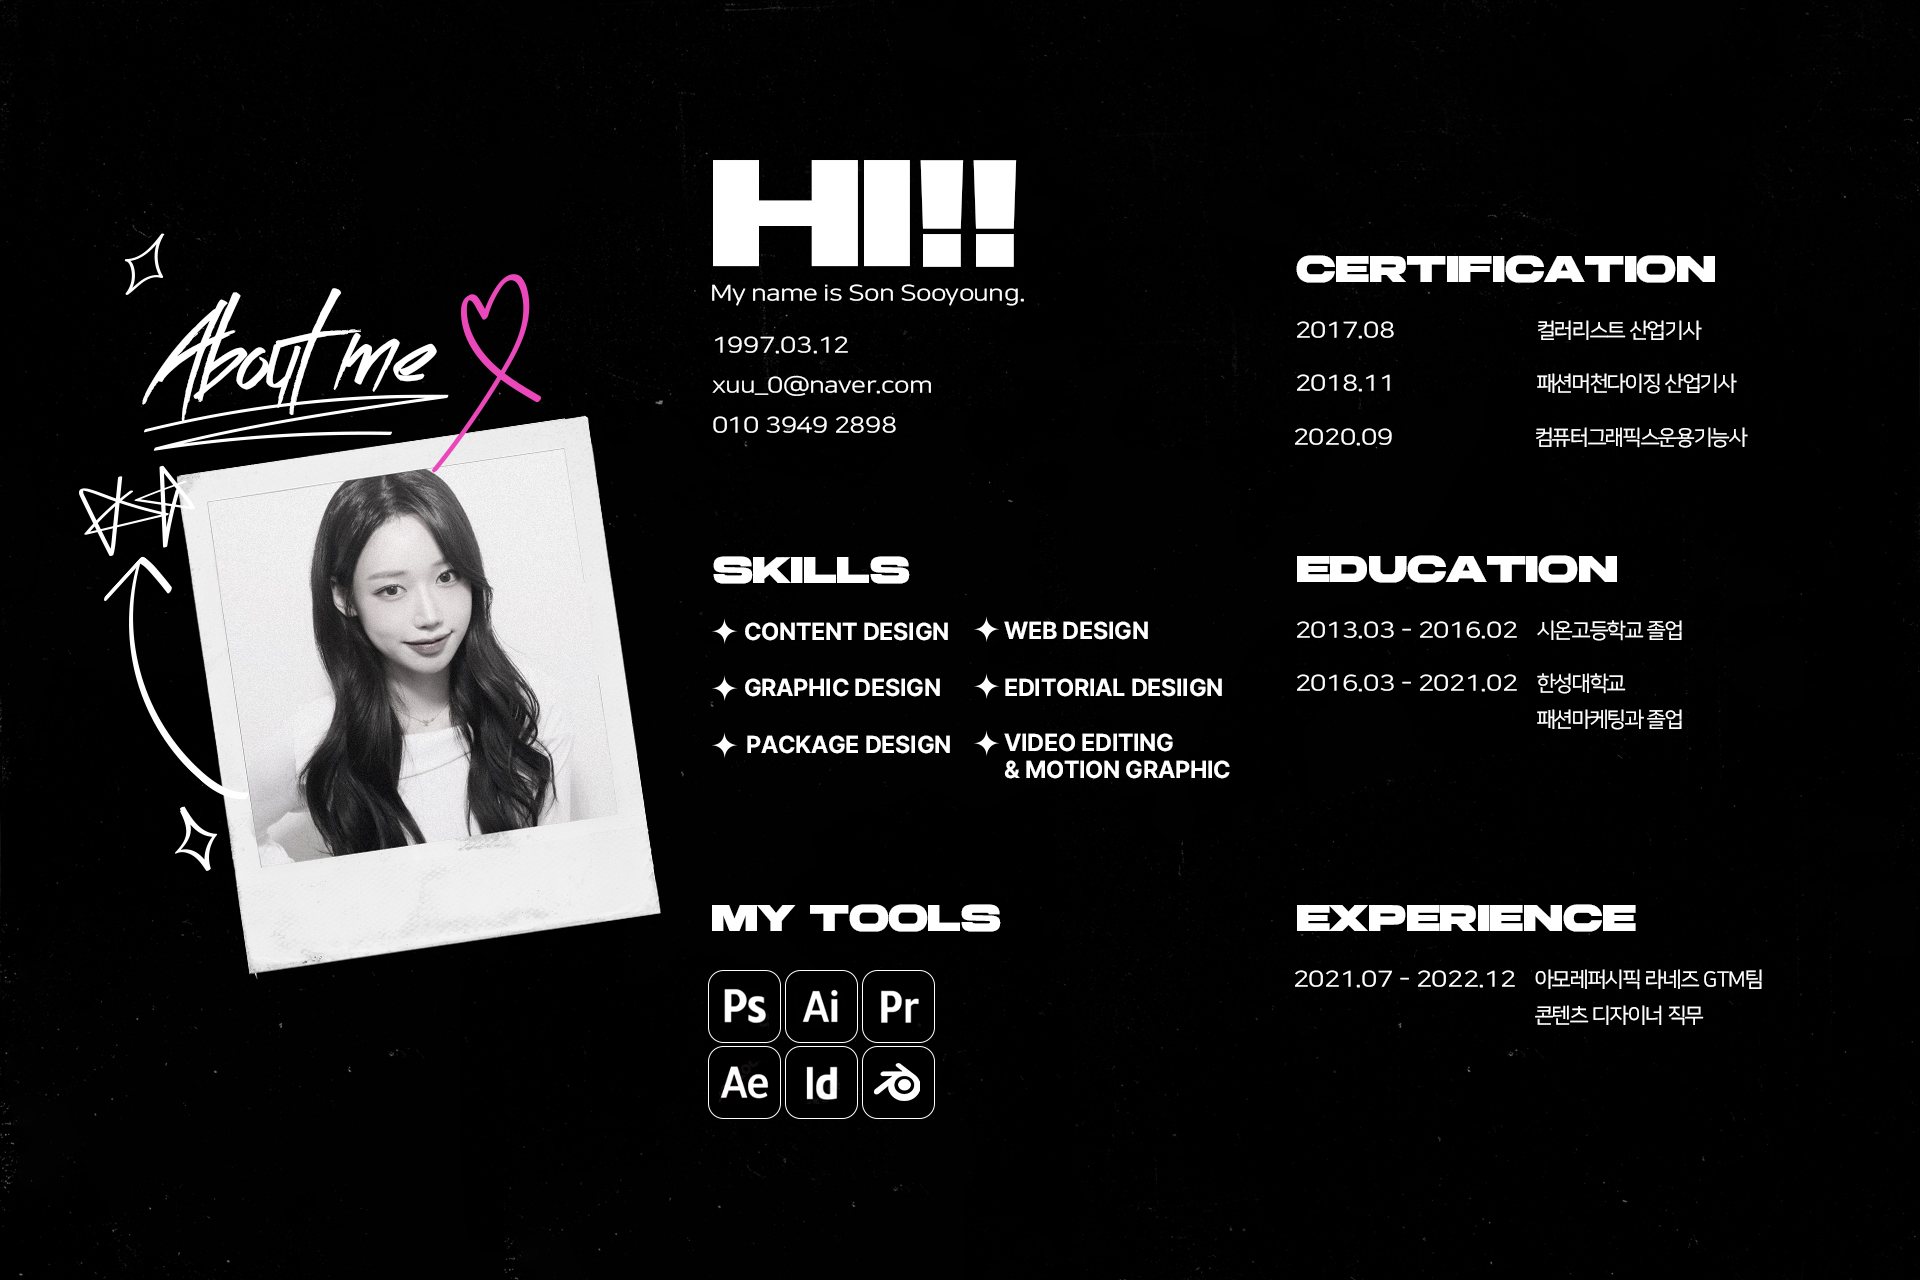 About me
HI!!
My name is Son Sooyoung.
1997.03.12
xuu_0@naver.com
010 3949 2898
SKILLS
CONTENT DESIGN
WEB DESIGN
GRAPHIC DESIGN
EDITORIAL DESIIGN
PACKAGE DESIGN
VIDEO EDITING
& MOTION GRAPHIC
MY TOOLS
Ps Ai Pr
Ae Id
CERTIFICATION
2017.08 컬러리스트 산업기사
2018.11 패션머천다이징 산업기사
2020.09 컴퓨터그래픽스운용기능사
EDUCATION
2013.03 - 2016.02 시온고등학교 졸업
2016.03 - 2021.02 한성대학교
패션마케팅과 졸업
EXPERIENCE
2021.07 - 2022.12 아모레퍼시픽 라네즈 GTM팀
콘텐츠 디자이너 직무